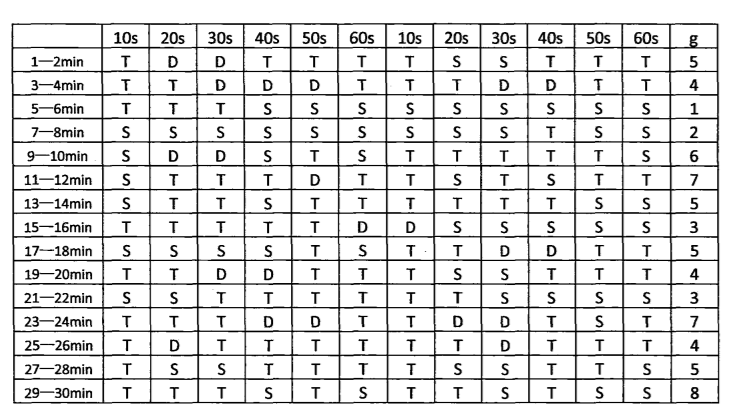 10s 20s 30s 40s 50s 60s 10s 20s 30s 40s 50s 60s g
1—2min T D D T T T T S S T T T 5
3—4min T T D D D T T T D D T T 4
5—6min T T T S S S S S S S S S 1
7—8min S S S S S S S S S T S S 2
9—10min S D D S T S T T T T T S 6
11—12min S T T T D T T S T S T T 7
13—14min S T T S T T T T T T S S 5
15—16min T T T T T D D S S S S S 3
17—18min S S S S T S T T D D T T 5
19—20min T T D D T T T S S T T T 4
21—22min S S T T T T T T S S S S 3
23—24min T T T D D T T D D T S T 7
25—26min T D T T T T T T D T T T 4
27—28min T S S T T T T S S T T S 5
29—30min T T T S T S T T S T S S 8